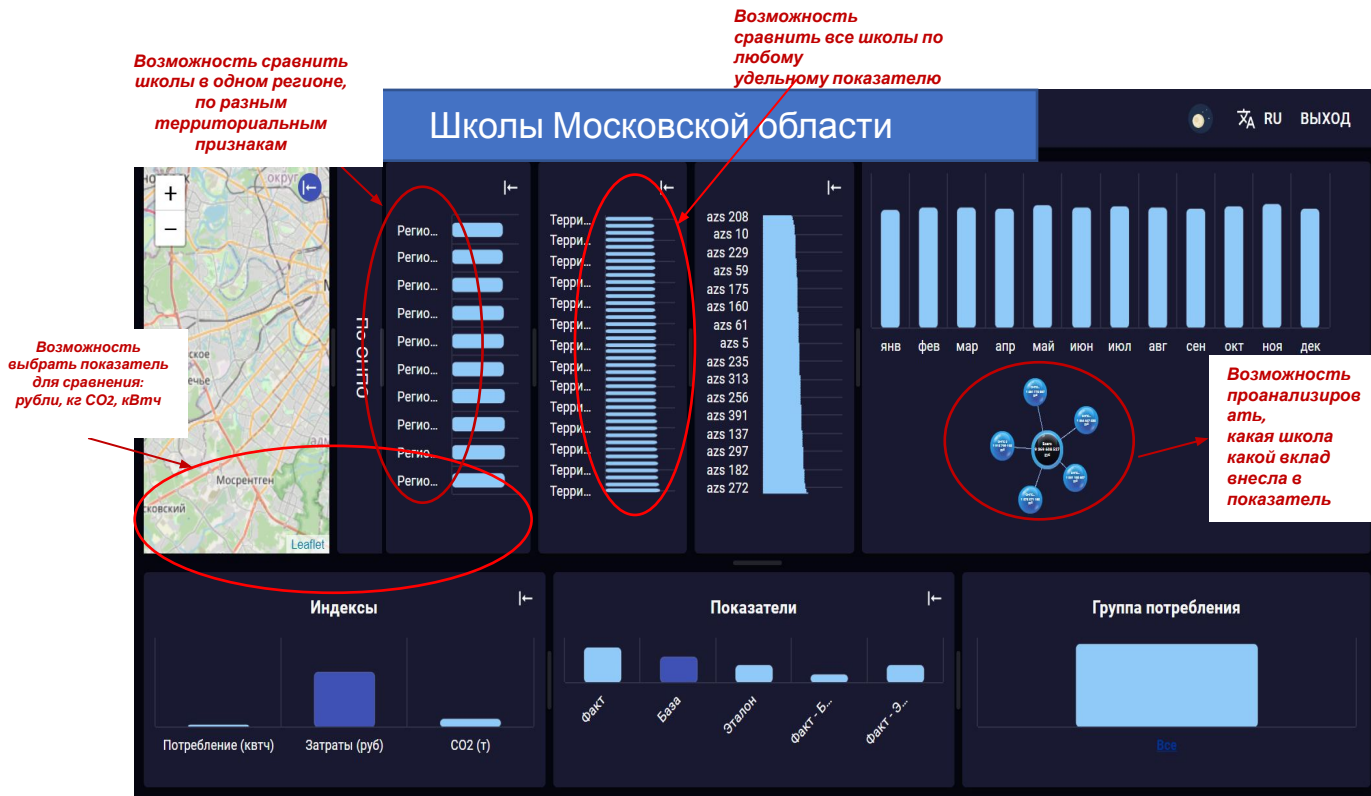 Возможность
сравнить все школы по
любому
удельному показателю
Возможность сравнить
школы в одном регионе,
по разным
территориальным
признакам
Школы Московской области
RU ВЫХОД
округ
+
−
Регио...
Регио...
Регио...
Регио...
Регио...
Регио...
Регио...
Регио...
Регио...
Регио...
Терри...
Терри...
Терри...
Терри...
Терри...
Терри...
Терри...
Терри...
Терри...
Терри...
Терри...
Терри...
Терри...
Терри...
azs 208
azs 10
azs 229
azs 59
azs 175
azs 160
azs 61
azs 5
azs 235
azs 313
azs 256
azs 391
azs 137
azs 297
azs 182
azs 272
янв фев мар апр май июн июл авг сен окт ноя дек
Возможность
выбрать показатель
для сравнения:
рубли, кг СО2, кВтч
Мосрентген
Leaflet
Возможность
проанализиров
ать,
какая школа
какой вклад
внесла в
показатель
Индексы
Потребление (квтч) Затраты (руб) CO2 (т)
Показатели
Факт База Эталон Факт - Б... Факт - Э...
Группа потребления
Все